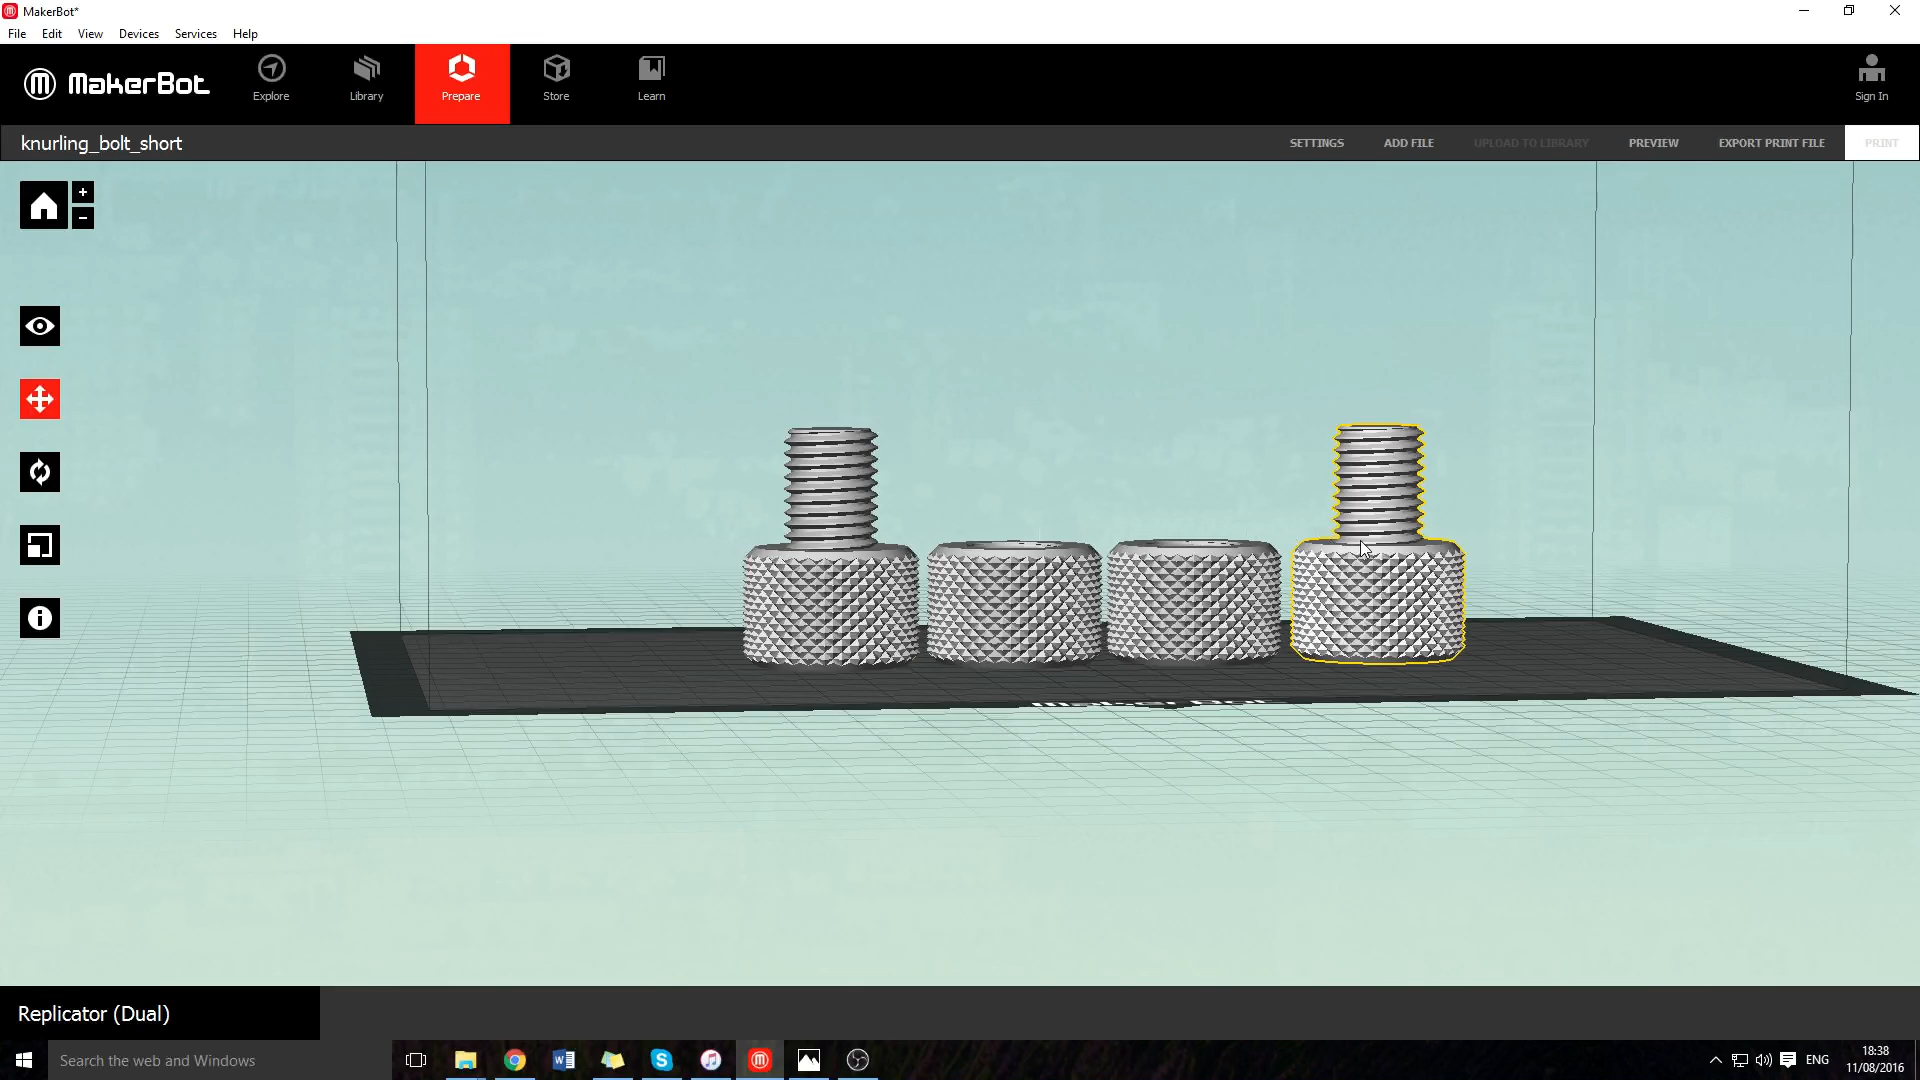 MakerBot*
File Edit View Devices Services Help
MakerBot
Explore Library Prepare Store Learn Sign In
knurling_bolt_short
SETTINGS ADD FILE UPLOAD TO LIBRARY PREVIEW EXPORT PRINT FILE PRINT
Replicator (Dual)
Search the web and Windows
ENG
18:38
11/08/2016